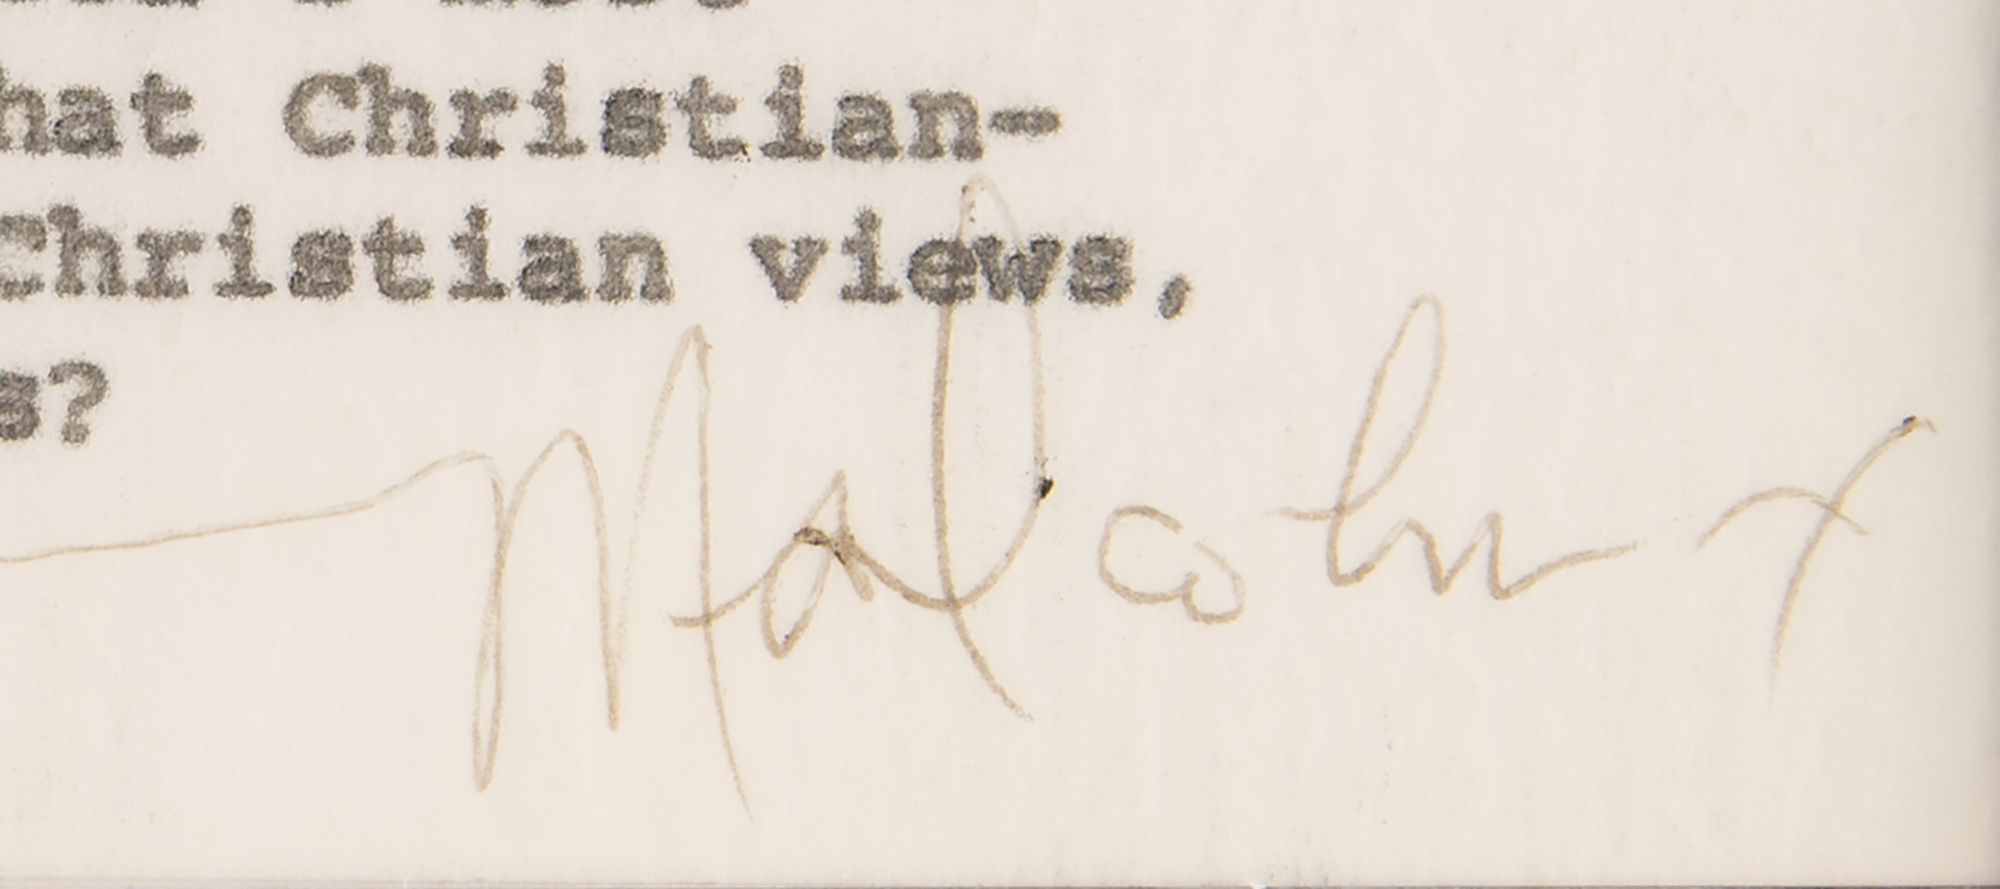 hat Christian-
Christian views,
s?
Malcolm X